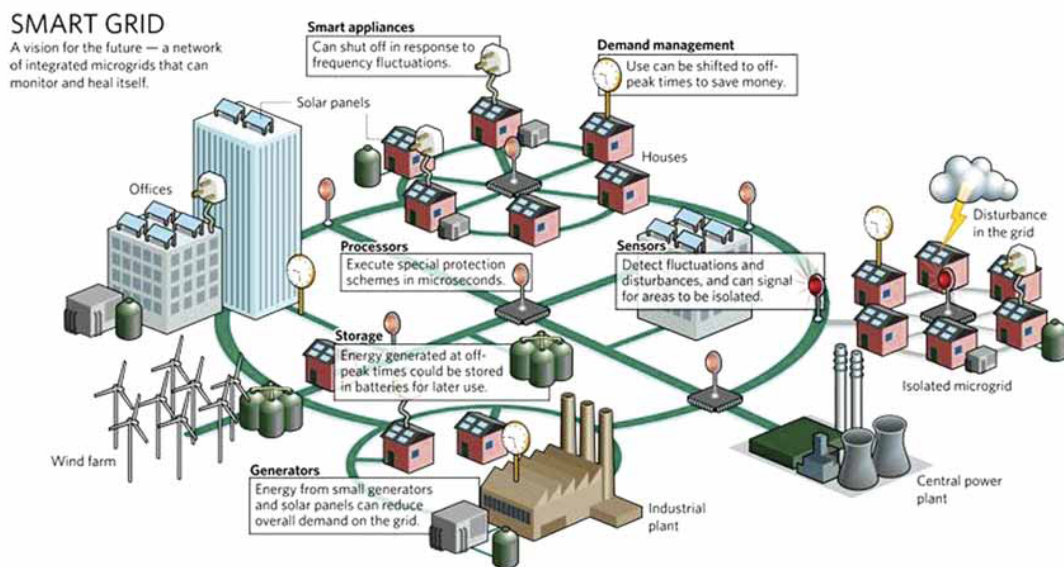 SMART GRID
A vision for the future — a network
of integrated microgrids that can
monitor and heal itself.
Smart appliances
Can shut off in response to
frequency fluctuations.
Demand management
Use can be shifted to off-
peak times to save money.
Solar panels
Houses
Offices
Disturbance
in the grid
Processors
Execute special protection
schemes in microseconds.
Sensors
Detect fluctuations and
disturbances, and can signal
for areas to be isolated.
Storage
Energy generated at off-
peak times could be stored
in batteries for later use.
Isolated microgrid
Wind farm
Generators
Energy from small generators
and solar panels can reduce
overall demand on the grid.
Industrial
plant
Central power
plant